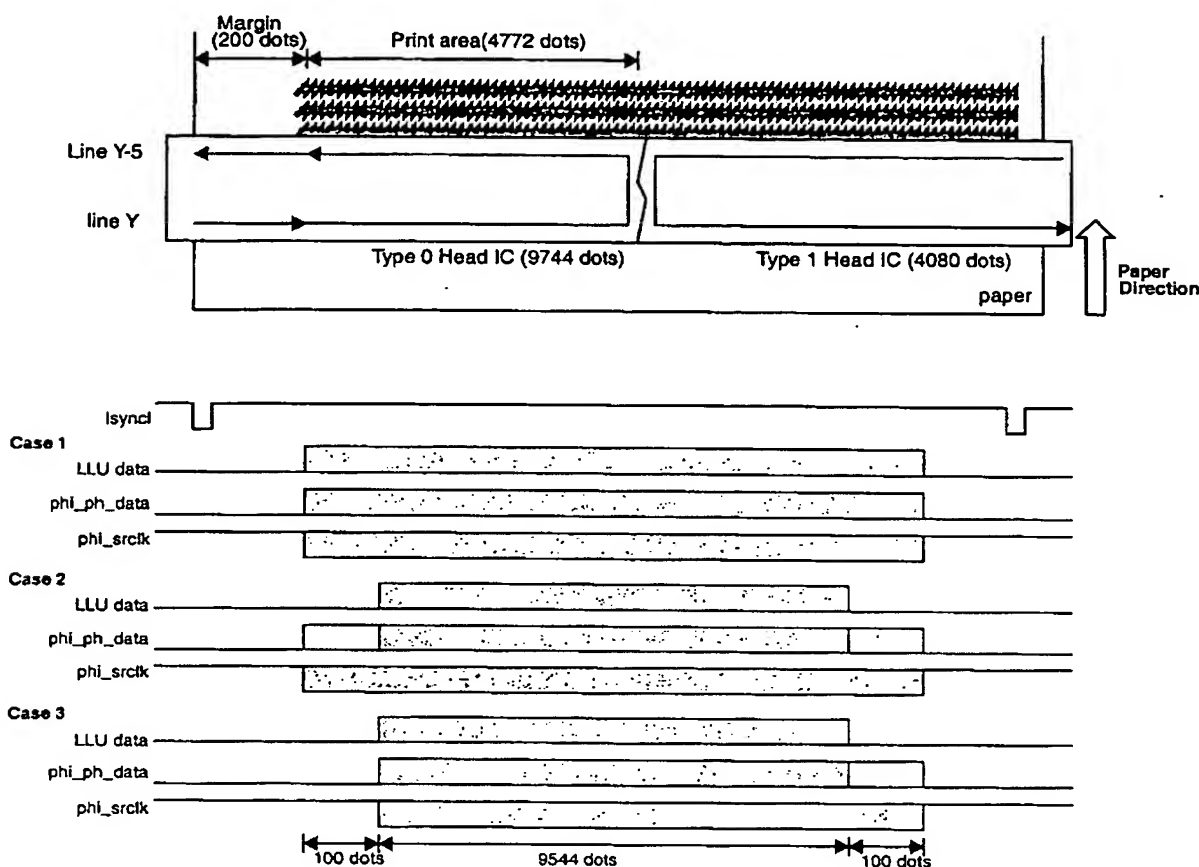 Margin
(200 dots)
Print area(4772 dots)
Line Y-5
line Y
Type 0 Head IC (9744 dots)
Type 1 Head IC (4080 dots)
Paper
Direction
paper
lsyncl
Case 1
LLU data
phi_ph_data
phi_srclk
Case 2
LLU data
phi_ph_data
phi_srclk
Case 3
LLU data
phi_ph_data
phi_srclk
100 dots
9544 dots
100 dots